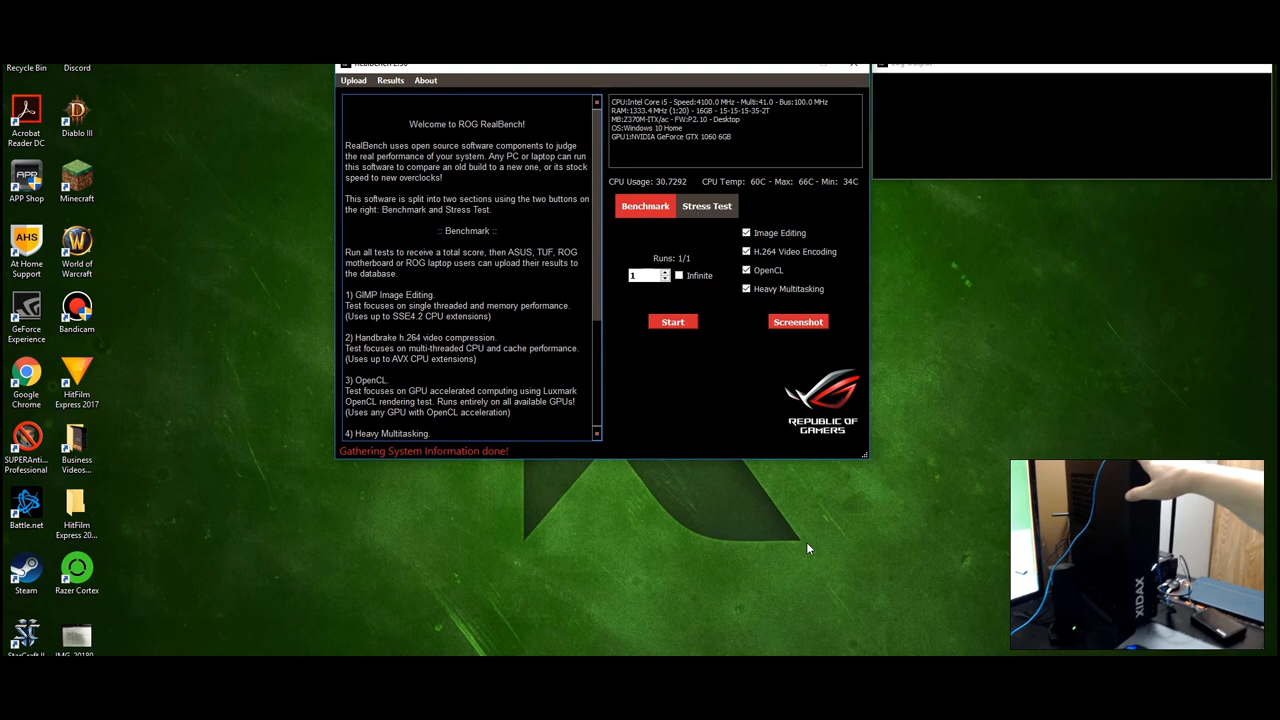 Recycle Bin
Discord
Acrobat
Reader DC
Diablo III
APP
APP Shop
Minecraft
AHS
At Home
Support
World of
Warcraft
GeForce
Experience
Bandicam
Google
Chrome
HitFilm
Express 2017
SUPERAnti...
Professional
Business
Videos...
Battle.net
HitFilm
Express 20...
Steam
Razer Cortex
StarCraft II
Upload Results About
Welcome to ROG RealBench!
RealBench uses open source software components to judge
the real performance of your system. Any PC or laptop can run
this software to compare an old build to a new one, or its stock
speed to new overclocks!
This software is split into two sections using the two buttons on
the right: Benchmark and Stress Test.
:: Benchmark ::
Run all tests to receive a total score, then ASUS, TUF, ROG
motherboard or ROG laptop users can upload their results to
the database.
1) GIMP Image Editing.
Test focuses on single threaded and memory performance.
(Uses up to SSE4.2 CPU extensions)
2) Handbrake h.264 video compression.
Test focuses on multi-threaded CPU and cache performance.
(Uses up to AVX CPU extensions)
3) OpenCL.
Test focuses on GPU accelerated computing using Luxmark
OpenCL rendering test. Runs entirely on all available GPUs!
(Uses any GPU with OpenCL acceleration)
4) Heavy Multitasking.
Gathering System Information done!
CPU:Intel Core i5 - Speed:4100.0 MHz - Multi:41.0 - Bus:100.0 MHz
RAM:1333.4 MHz (1:20) - 16GB - 15-15-15-35-2T
MB:Z370M-ITX/ac - FW:P2.10 - Desktop
OS:Windows 10 Home
GPU1:NVIDIA GeForce GTX 1060 6GB
CPU Usage: 30.7292 CPU Temp: 60C - Max: 66C - Min: 34C
Benchmark Stress Test
Image Editing
H.264 Video Encoding
Runs: 1/1
1 Infinite
OpenCL
Heavy Multitasking
Start
Screenshot
REPUBLIC OF
GAMERS
XIDAX